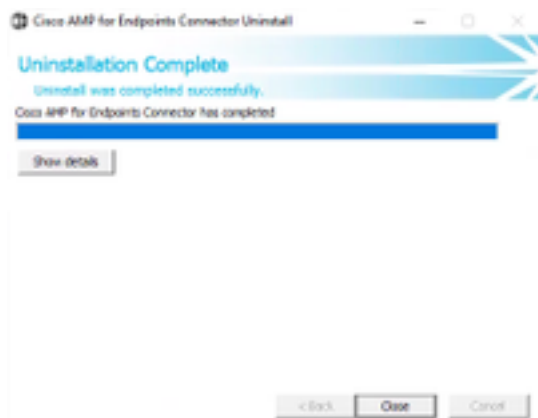 Cisco AMP for Endpoints Connector Uninstall
Uninstallation Complete
Uninstall was completed successfully.
Cisco AMP for Endpoints Connector has completed
Show details
< Back
Close
Cancel